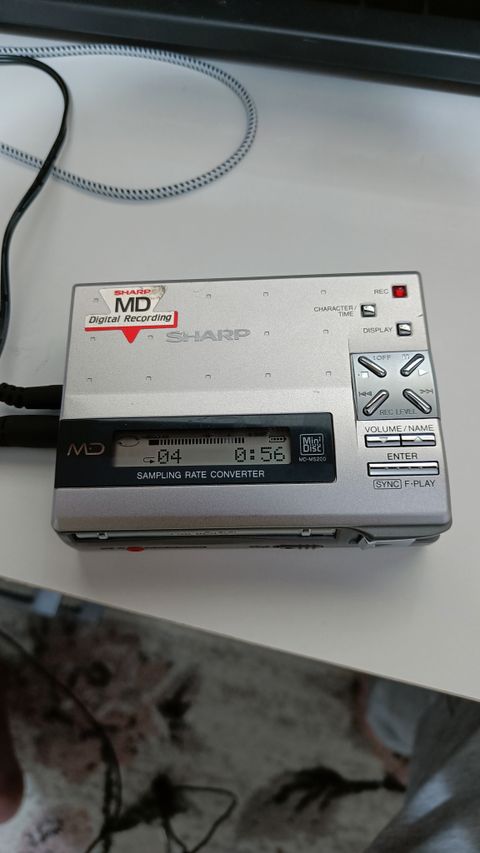 SHARP
MD
Digital Recording
SHARP
REC
CHARACTER/
TIME
DISPLAY
OFF
REC LEVEL
VOLUME/NAME
ENTER
SYNC F·PLAY
MD
04 0:56
Mini
Disc
MD-MS200
SAMPLING RATE CONVERTER